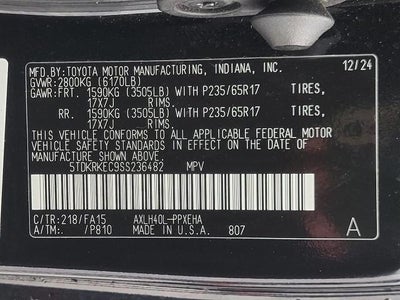 MFD.BY:TOYOTA MOTOR MANUFACTURING, INDIANA, INC. 12/24
GVWR:2800KG (6170LB)
GAWR:FRT. 1590KG (3505LB) WITH P235/65R17 TIRES,
17X7J RIMS.
RR. 1590KG (3505LB) WITH P235/65R17 TIRES,
17X7J RIMS.
THIS VEHICLE CONFORMS TO ALL APPLICABLE FEDERAL MOTOR
VEHICLE SAFETY STANDARDS IN EFFECT ON THE DATE OF
MANUFACTURE SHOWN ABOVE.
5TDKRKEC9SS236482 MPV
C/TR:218/FA15 AXLH40L-PPXEHA
A/TM: /P810 MADE IN U.S.A. 807 A